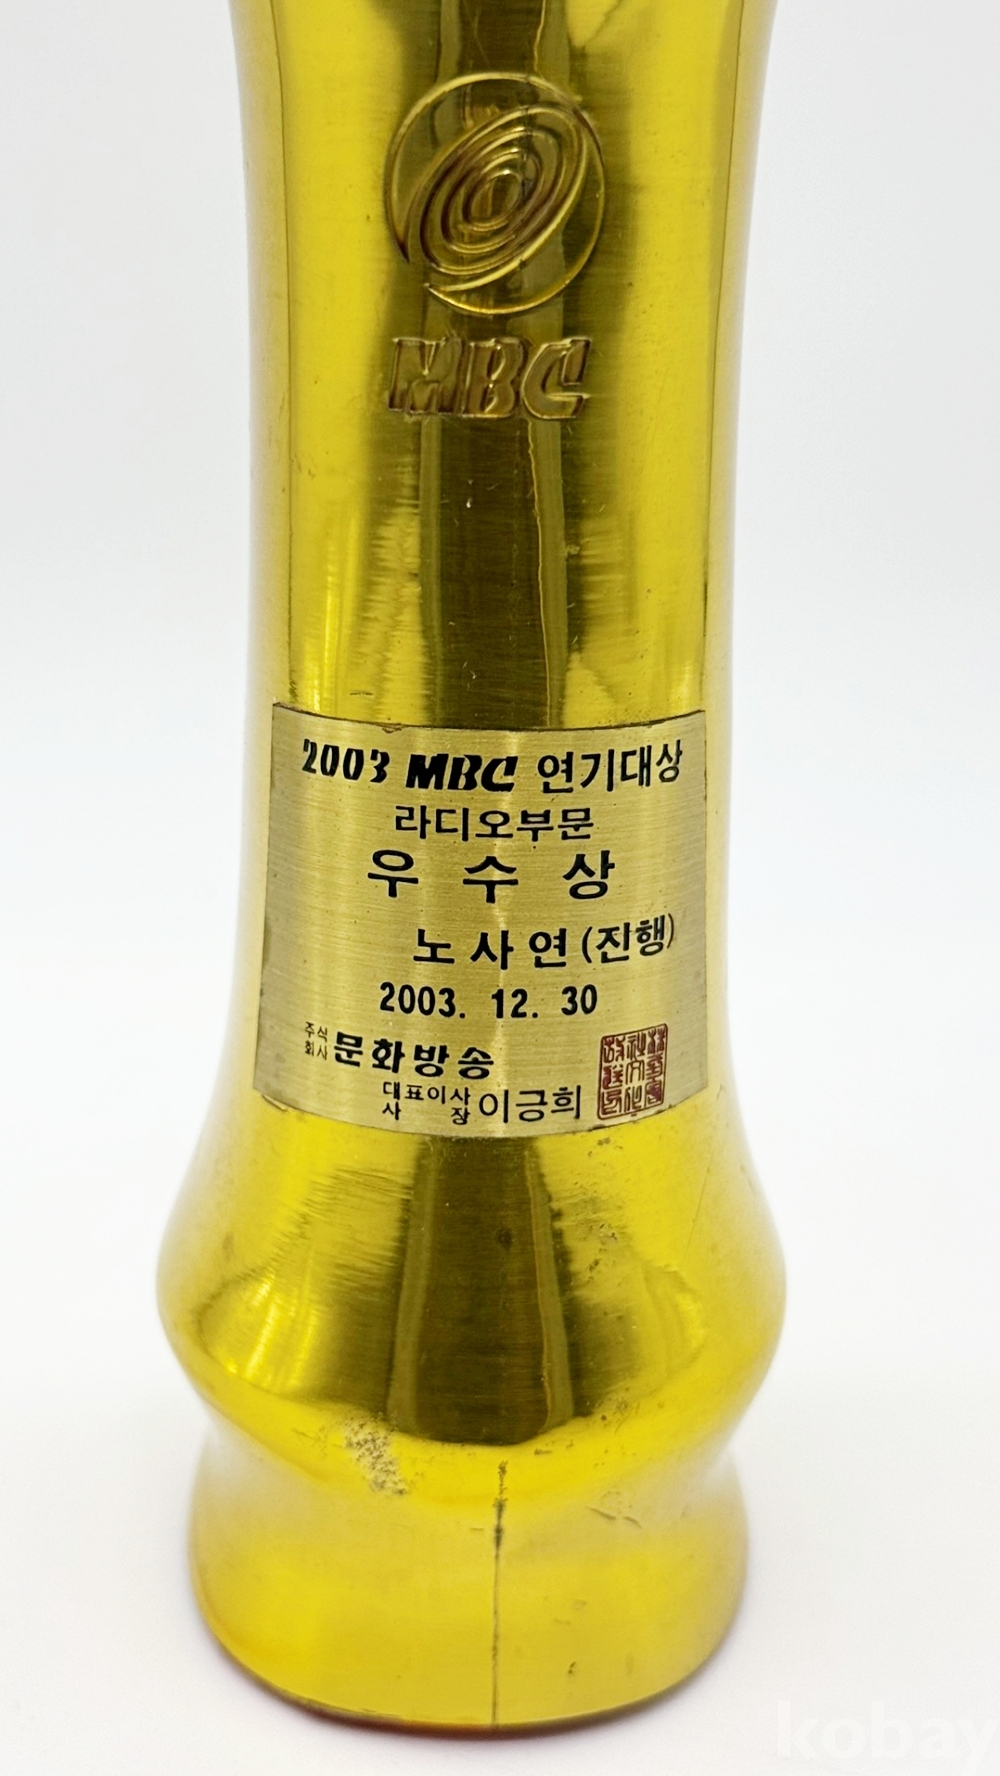 MBC
2003 MBC 연기대상
라디오부문
우 수 상
노 사 연 (진행)
2003. 12. 30
주식회사 문화방송
대표이사 사장 이긍희
kobay